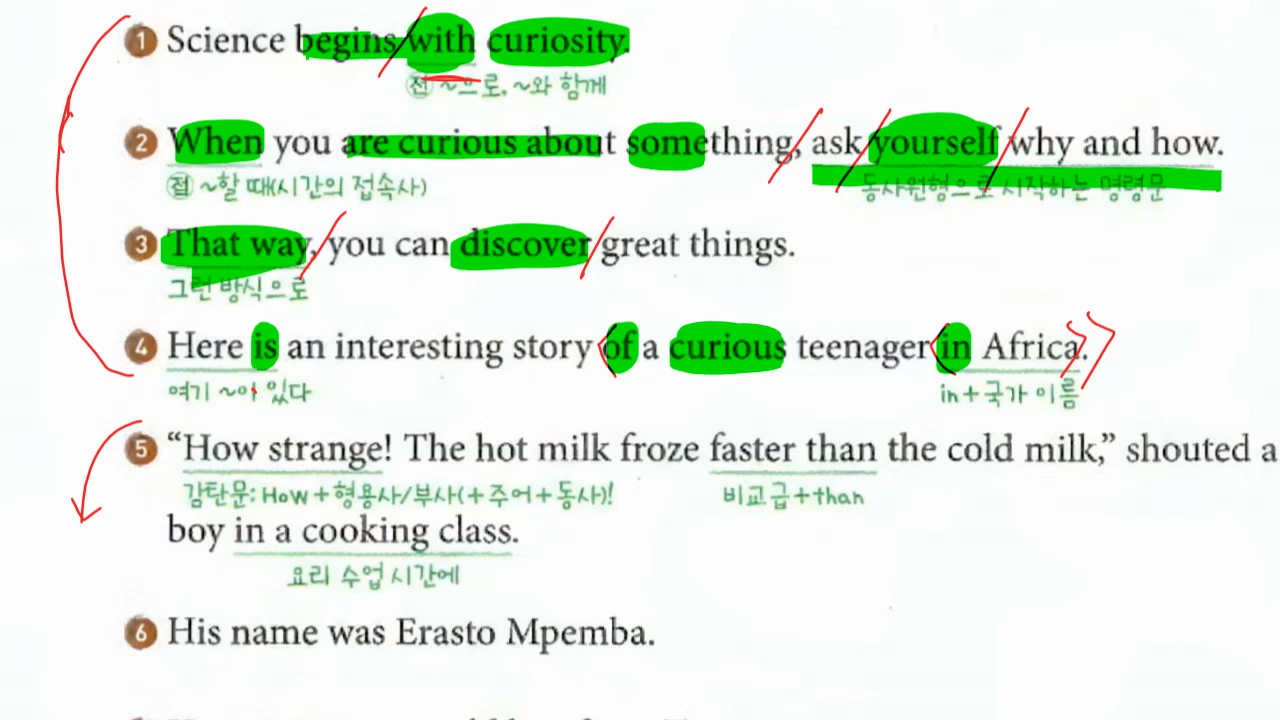 1 Science begins with curiosity.
전 ~으로, ~와 함께
2 When you are curious about something, ask yourself why and how.
접 ~할 때(시간의 접속사) 동사원형으로 시작하는 명령문
3 That way, you can discover great things.
그런 방식으로
4 Here is an interesting story of a curious teenager in Africa.
여기 ~이 있다 in+국가 이름
5 “How strange! The hot milk froze faster than the cold milk,” shouted a
감탄문: How+형용사/부사(+주어+동사)! 비교급+than
boy in a cooking class.
요리 수업 시간에
6 His name was Erasto Mpemba.